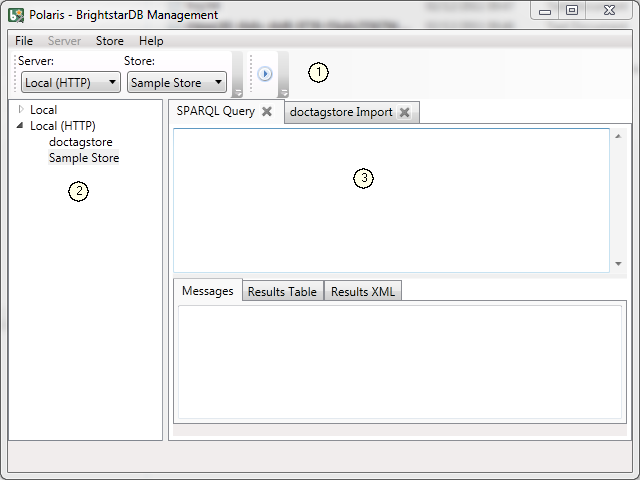 Polaris - BrightstarDB Management
File Server Store Help
Server: Store:
Local (HTTP) Sample Store
1
Local
Local (HTTP)
doctagstore
Sample Store
2
SPARQL Query doctagstore Import
3
Messages Results Table Results XML